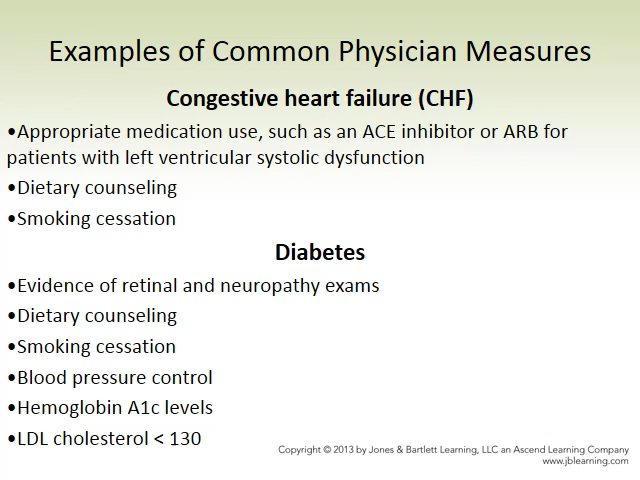 Examples of Common Physician Measures
Congestive heart failure (CHF)
•Appropriate medication use, such as an ACE inhibitor or ARB for
patients with left ventricular systolic dysfunction
•Dietary counseling
•Smoking cessation
Diabetes
•Evidence of retinal and neuropathy exams
•Dietary counseling
•Smoking cessation
•Blood pressure control
•Hemoglobin A1c levels
•LDL cholesterol < 130
Copyright © 2013 by Jones & Bartlett Learning, LLC an Ascend Learning Company
www.jblearning.com